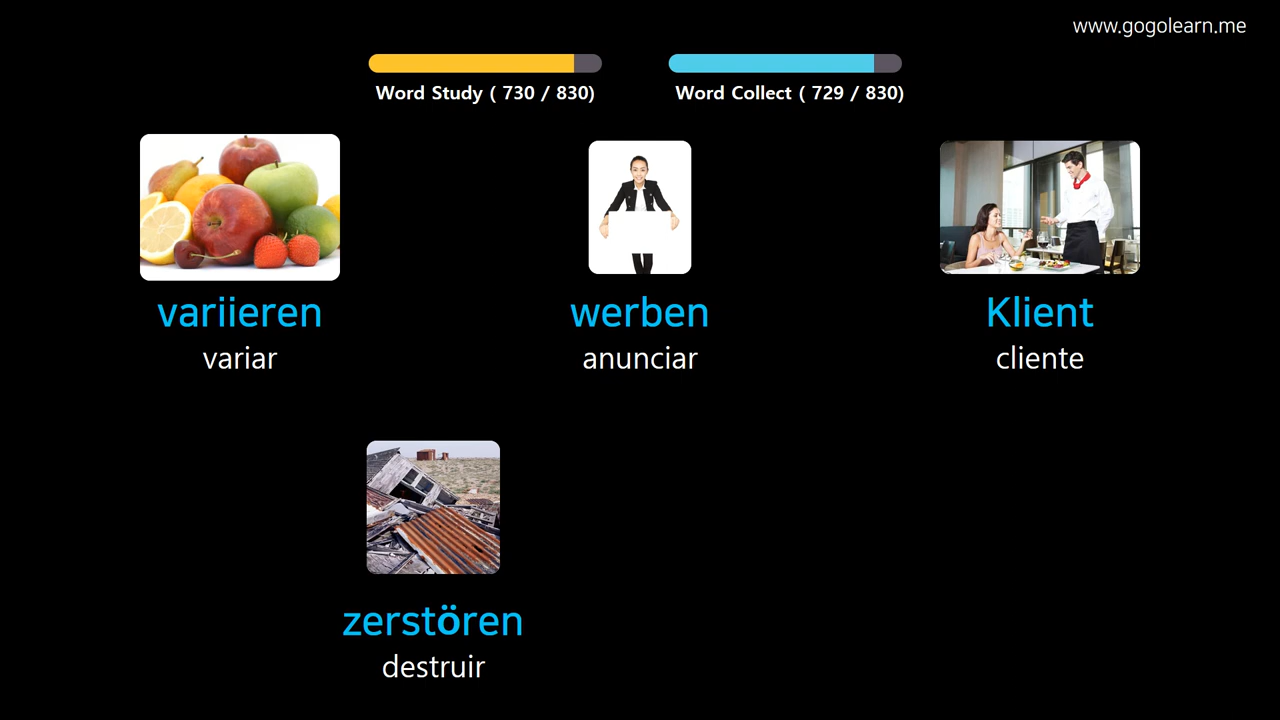 www.gogolearn.me
Word Study ( 730 / 830)
Word Collect ( 729 / 830)
variieren
variar
werben
anunciar
Klient
cliente
zerstören
destruir